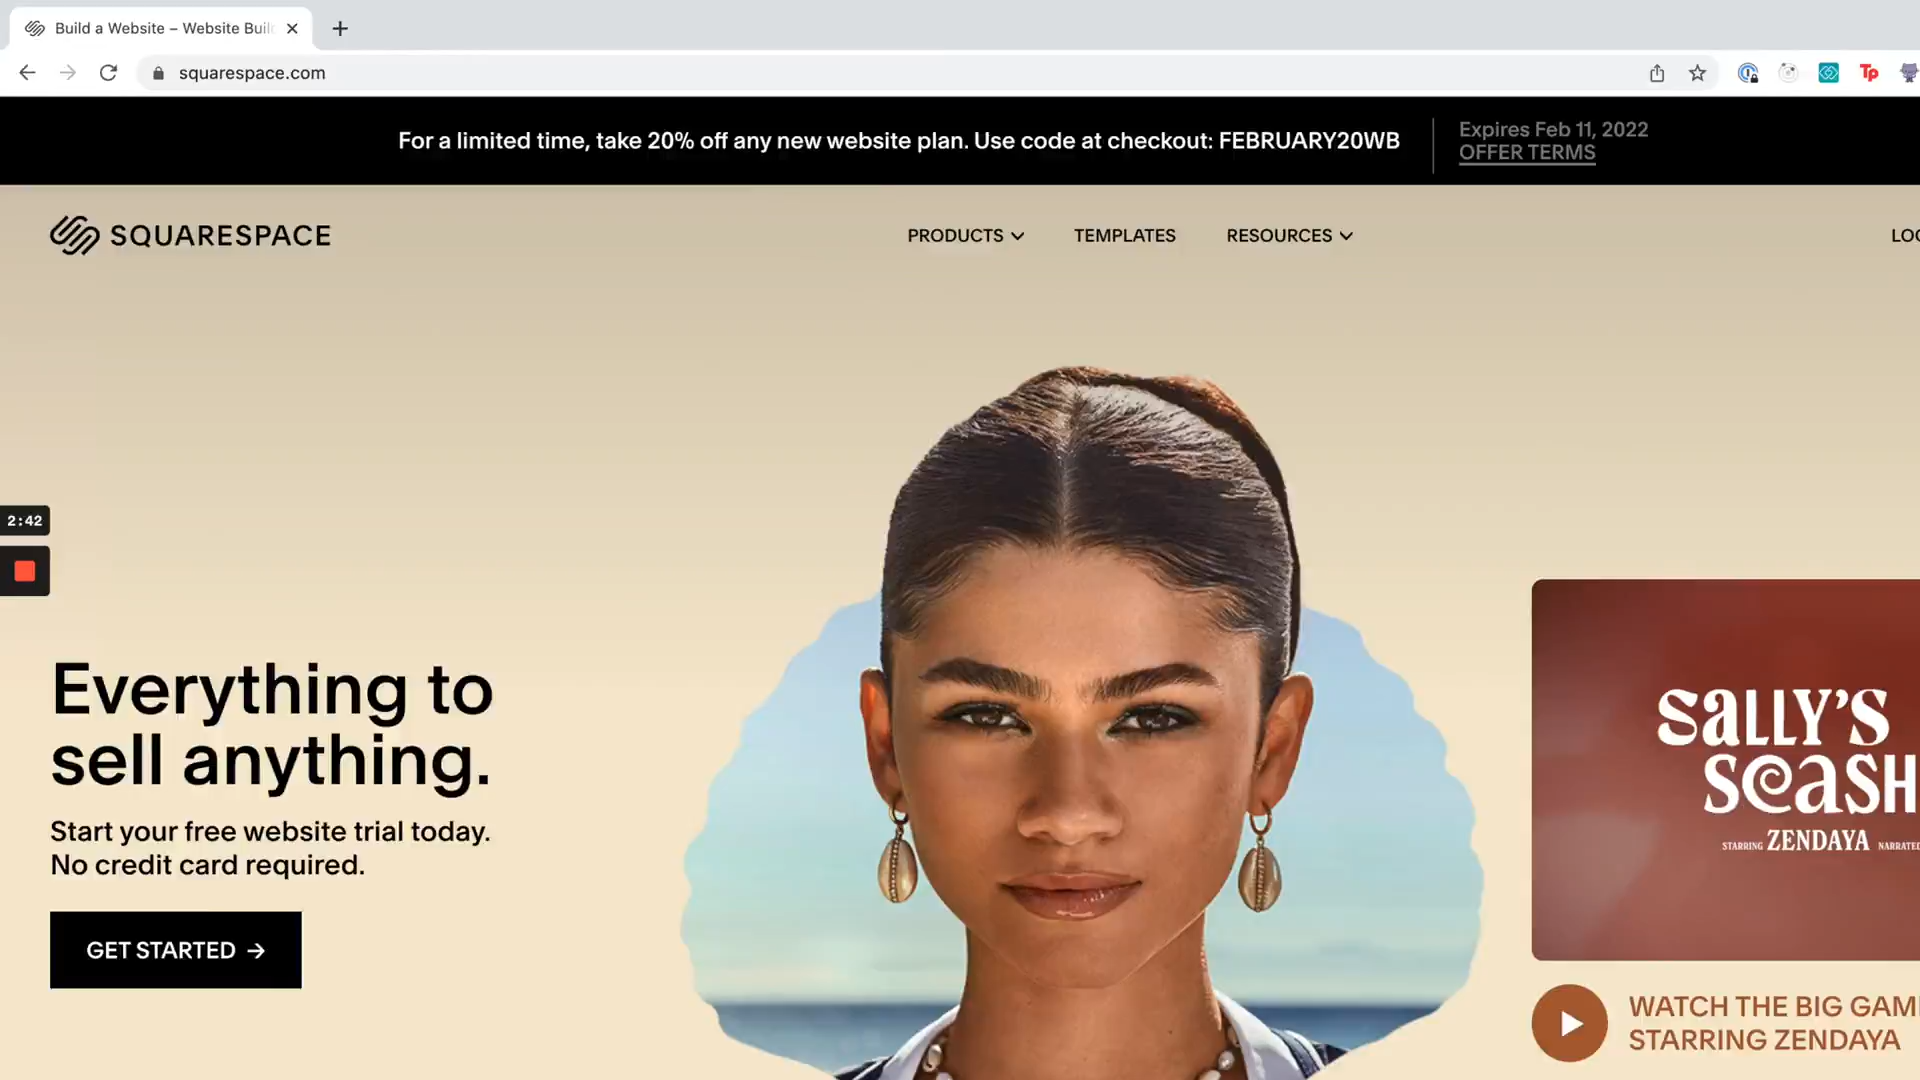 Build a Website – Website Buil
squarespace.com
Tp
For a limited time, take 20% off any new website plan. Use code at checkout: FEBRUARY20WB
Expires Feb 11, 2022
OFFER TERMS
SQUARESPACE
PRODUCTS
TEMPLATES
RESOURCES
LO
2:42
Everything to
sell anything.
Start your free website trial today.
No credit card required.
GET STARTED →
SALLY'S
SEASH
STARRING ZENDAYA NARRATED
WATCH THE BIG GAM
STARRING ZENDAYA